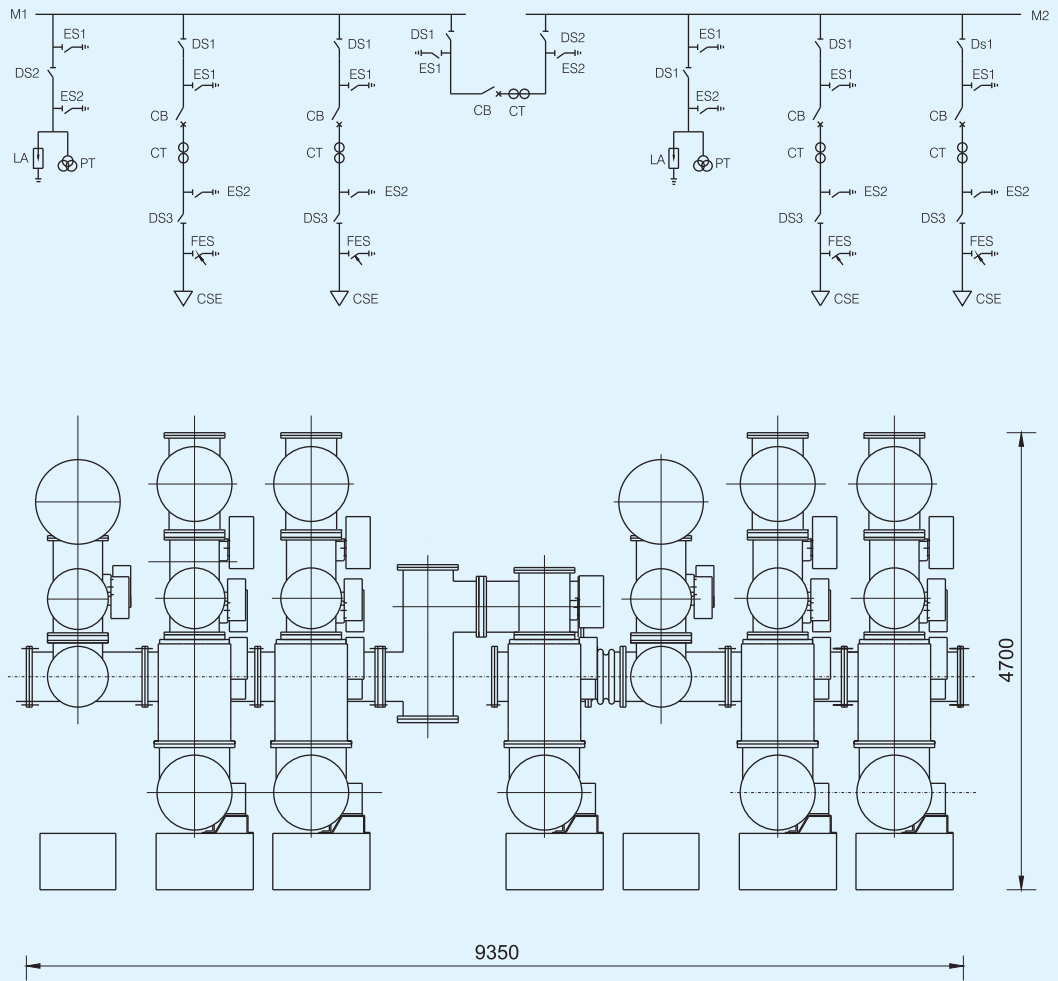 M1 M2
ES1 DS1 DS1 DS1 DS2 ES1 DS1 Ds1
ES1 ES2
DS2 ES1 ES1 DS1 ES1 ES1
ES2 ES2
CB CB CB CT CB CB
LA PT CT CT LA PT CT CT
ES2 ES2 ES2 ES2
DS3 DS3 DS3 DS3
FES FES FES FES
CSE CSE CSE CSE
4700
9350